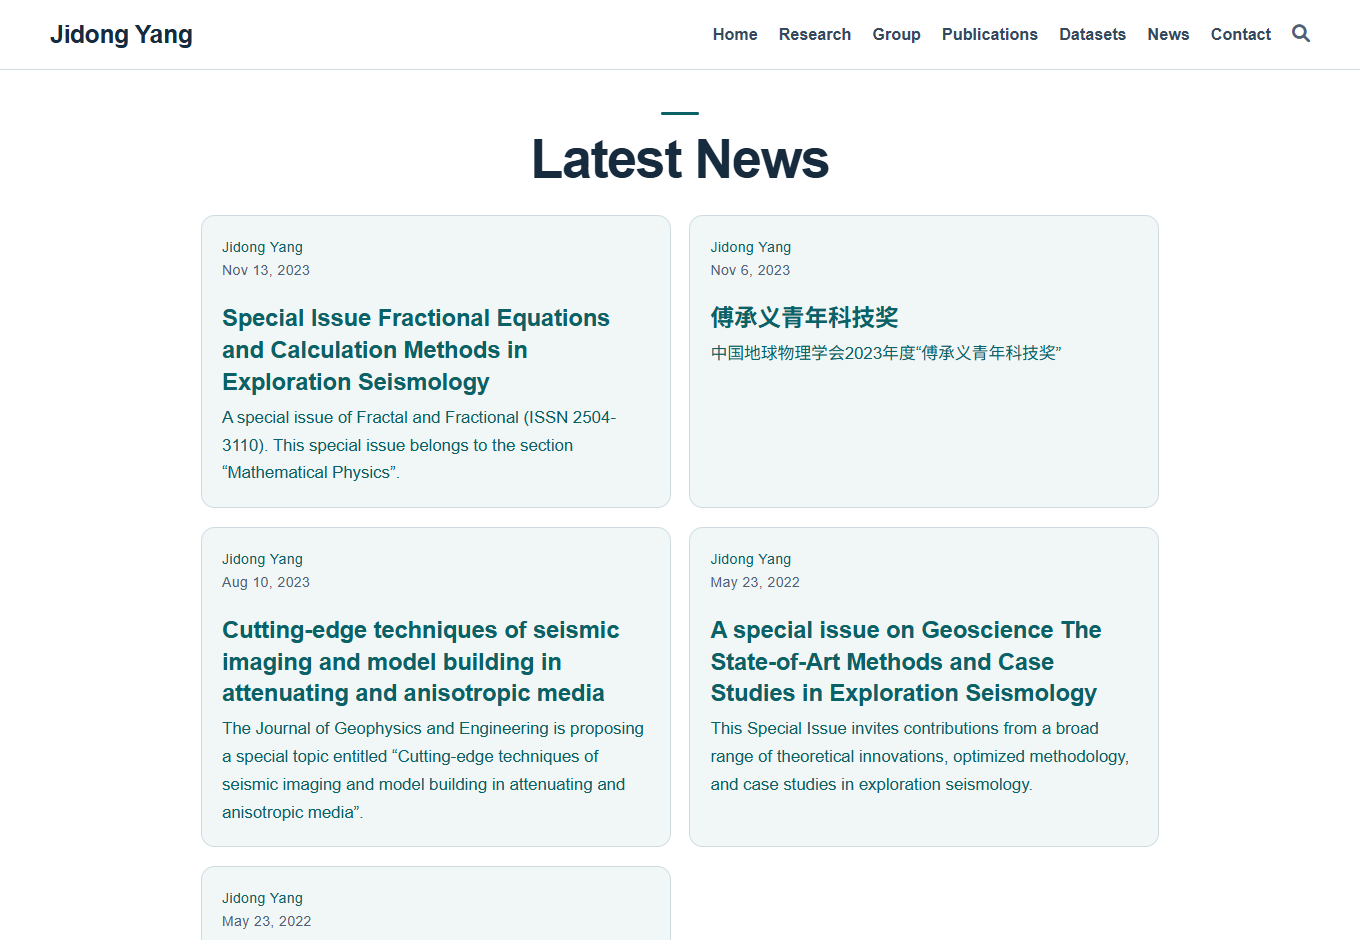 Jidong Yang
Home Research Group Publications Datasets News Contact
Latest News
Jidong Yang
Nov 13, 2023
Special Issue Fractional Equations
and Calculation Methods in
Exploration Seismology
A special issue of Fractal and Fractional (ISSN 2504-
3110). This special issue belongs to the section
“Mathematical Physics”.
Jidong Yang
Nov 6, 2023
傅承义青年科技奖
中国地球物理学会2023年度“傅承义青年科技奖”
Jidong Yang
Aug 10, 2023
Cutting-edge techniques of seismic
imaging and model building in
attenuating and anisotropic media
The Journal of Geophysics and Engineering is proposing
a special topic entitled “Cutting-edge techniques of
seismic imaging and model building in attenuating and
anisotropic media”.
Jidong Yang
May 23, 2022
A special issue on Geoscience The
State-of-Art Methods and Case
Studies in Exploration Seismology
This Special Issue invites contributions from a broad
range of theoretical innovations, optimized methodology,
and case studies in exploration seismology.
Jidong Yang
May 23, 2022